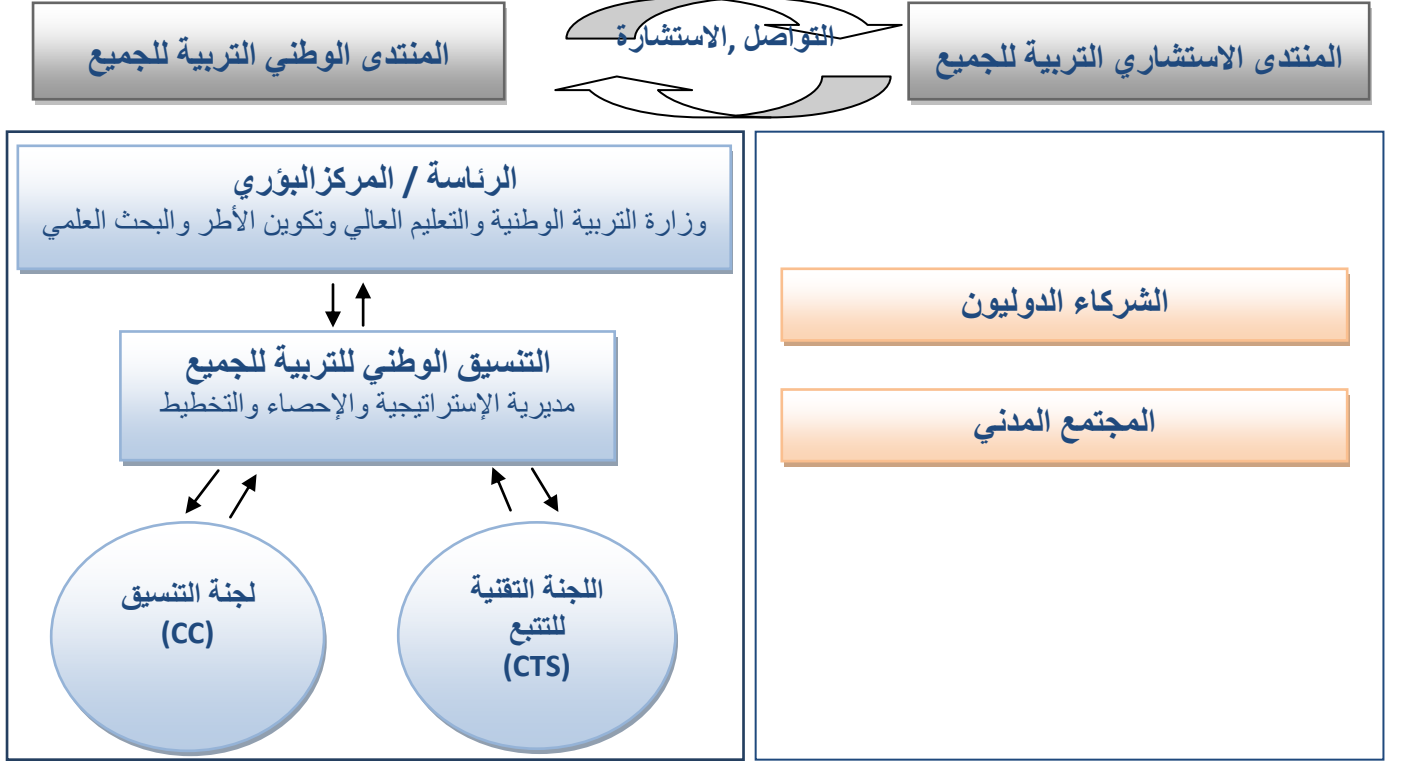 المنتدى الاستشاري التربية للجميع
التواصل ,الاستشارة
المنتدى الوطني التربية للجميع
الشركاء الدوليون
المجتمع المدني
الرئاسة / المركزالبؤري
وزارة التربية الوطنية والتعليم العالي وتكوين الأطر والبحث العلمي
التنسيق الوطني للتربية للجميع
مديرية الإستراتيجية والإحصاء والتخطيط
اللجنة التقنية
للتتبع
(CTS)
لجنة التنسيق
(CC)